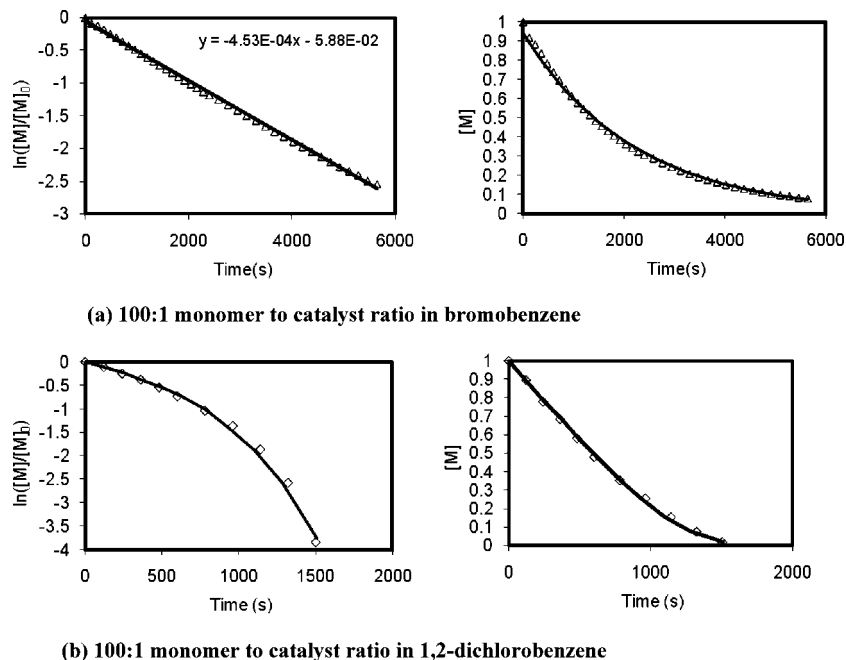 y = -4.53E-04x - 5.88E-02
ln([M]/[M]▯)
0
-0.5
-1
-1.5
-2
-2.5
-3
0 2000 4000 6000
Time(s)
[M]
1
0.9
0.8
0.7
0.6
0.5
0.4
0.3
0.2
0.1
0
0 2000 4000 6000
Time(s)
(a) 100:1 monomer to catalyst ratio in bromobenzene
ln([M]/[M]▯)
0
-0.5
-1
-1.5
-2
-2.5
-3
-3.5
-4
0 500 1000 1500 2000
Time (s)
[M]
1
0.9
0.8
0.7
0.6
0.5
0.4
0.3
0.2
0.1
0
0 1000 2000
Time (s)
(b) 100:1 monomer to catalyst ratio in 1,2-dichlorobenzene